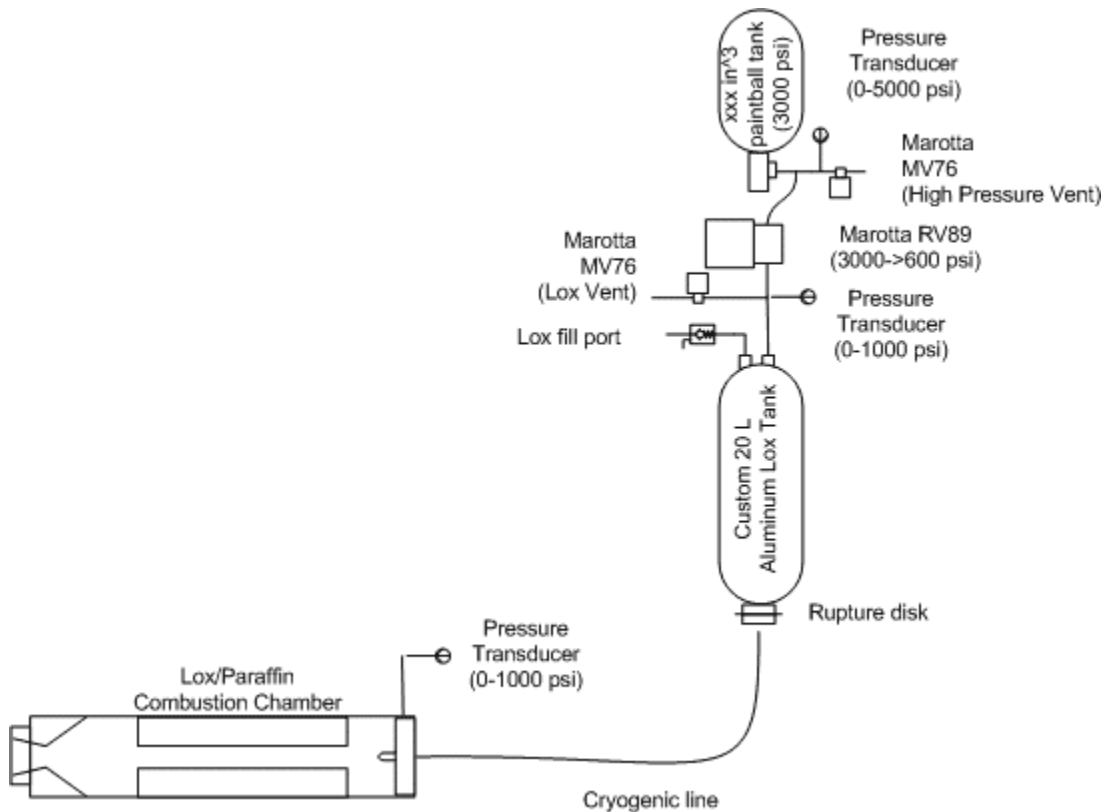 xxx in^3
paintball tank
(3000 psi)
Pressure
Transducer
(0-5000 psi)
Marotta
MV76
(High Pressure Vent)
Marotta RV89
(3000->600 psi)
Marotta
MV76
(Lox Vent)
Pressure
Transducer
(0-1000 psi)
Lox fill port
Custom 20 L
Aluminum Lox Tank
Rupture disk
Pressure
Transducer
(0-1000 psi)
Lox/Paraffin
Combustion Chamber
Cryogenic line